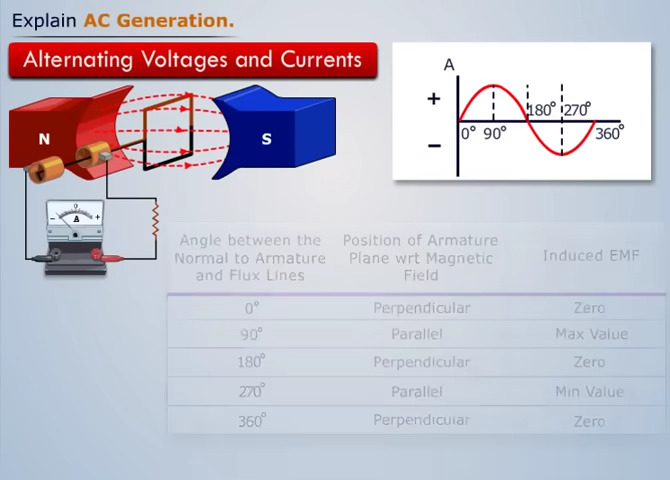 Explain AC Generation.
Alternating Voltages and Currents
N
S
A
+
−
0° 90° 180° 270° 360°
− 0 +
A
Angle between the Normal to Armature and Flux Lines
Position of Armature Plane wrt Magnetic Field
Induced EMF
0° Perpendicular Zero
90° Parallel Max Value
180° Perpendicular Zero
270° Parallel Min Value
360° Perpendicular Zero